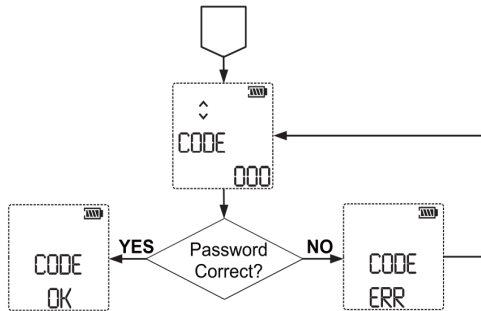 CODE
000
YES
Password
Correct?
NO
CODE
OK
CODE
ERR